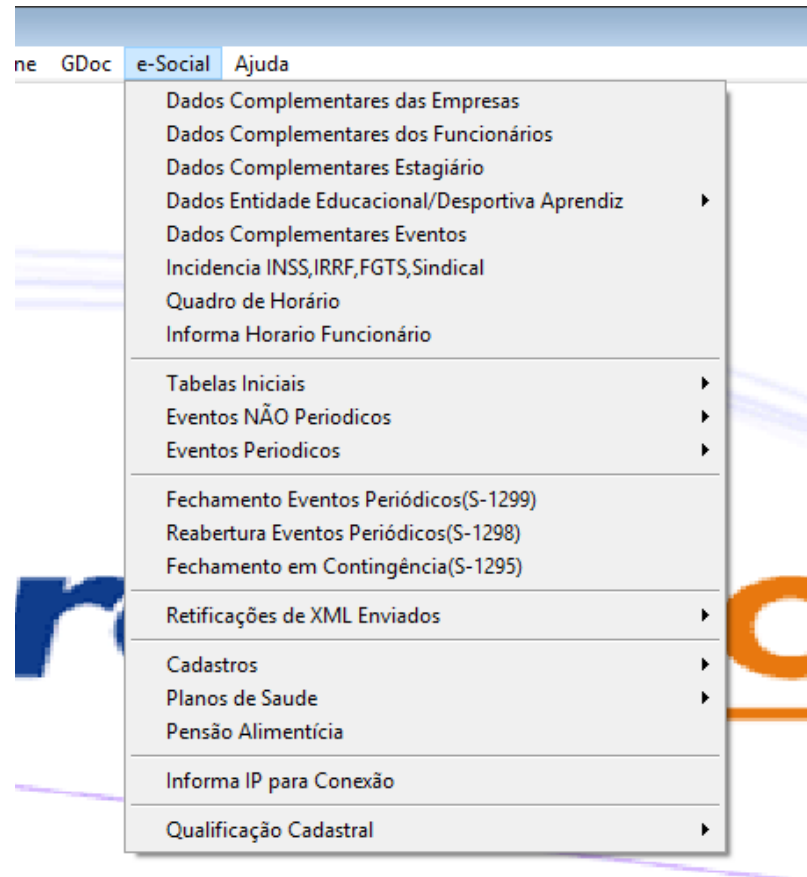 ne GDoc e-Social Ajuda
Dados Complementares das Empresas
Dados Complementares dos Funcionários
Dados Complementares Estagiário
Dados Entidade Educacional/Desportiva Aprendiz
Dados Complementares Eventos
Incidencia INSS,IRRF,FGTS,Sindical
Quadro de Horário
Informa Horario Funcionário
Tabelas Iniciais
Eventos NÃO Periodicos
Eventos Periodicos
Fechamento Eventos Periódicos(S-1299)
Reabertura Eventos Periódicos(S-1298)
Fechamento em Contingência(S-1295)
Retificações de XML Enviados
Cadastros
Planos de Saude
Pensão Alimentícia
Informa IP para Conexão
Qualificação Cadastral